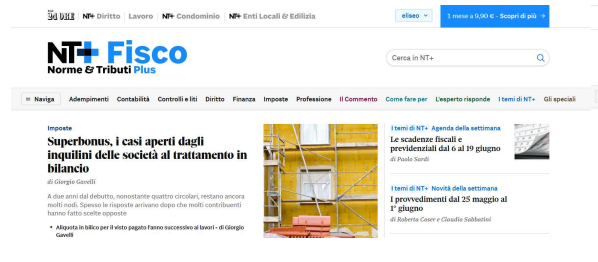 24 ORE NT+ Diritto Lavoro NT+ Condominio NT+ Enti Locali & Edilizia
eliseo
1 mese a 9,90 € - Scopri di più →
NT+ Fisco
Norme & Tributi Plus
Cerca in NT+
≡ Naviga Adempimenti Contabilità Controlli e liti Diritto Finanza Imposte Professione Il Commento Come fare per L'esperto risponde I temi di NT+ Gli speciali
Imposte
Superbonus, i casi aperti dagli
inquilini delle società al trattamento in
bilancio
di Giorgio Gavelli
A due anni dal debutto, nonostante quattro circolari, restano ancora
molti nodi. Spesso le risposte arrivano dopo che molti contribuenti
hanno fatto scelte opposte
• Aliquota in bilico per il visto pagato l'anno successivo ai lavori - di Giorgio
Gavelli
I temi di NT+ Agenda della settimana
Le scadenze fiscali e
previdenziali dal 6 al 19 giugno
di Paolo Sardi
I temi di NT+ Novità della settimana
I provvedimenti dal 25 maggio al
1° giugno
di Roberta Coser e Claudio Sabbatini